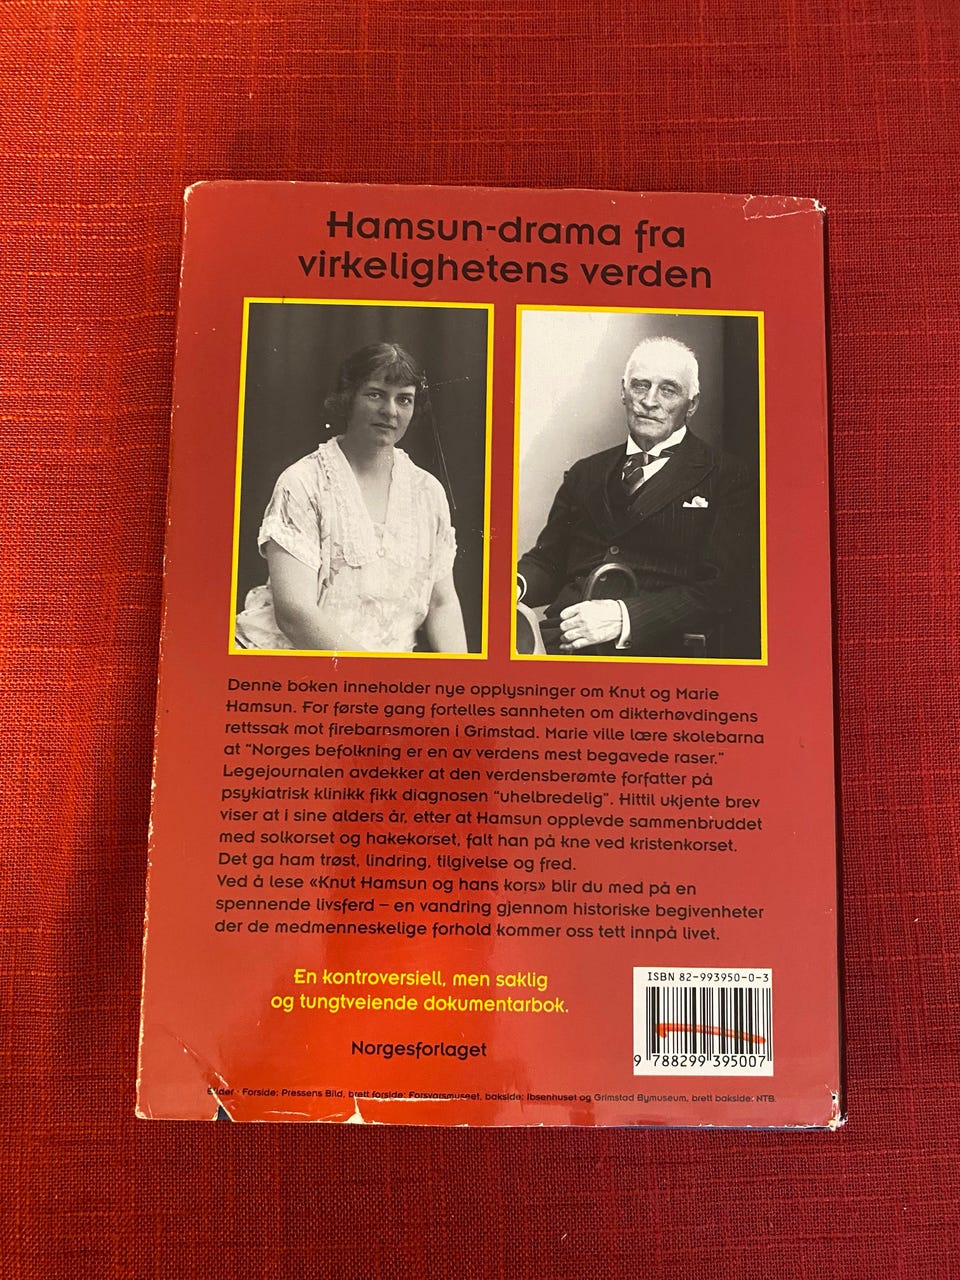 Hamsun-drama fra
virkelighetens verden
Denne boken inneholder nye opplysninger om Knut og Marie
Hamsun. For første gang fortelles sannheten om dikterhøvdingens
rettssak mot firebarnsmoren i Grimstad. Marie ville lære skolebarna
at "Norges befolkning er en av verdens mest begavede raser."
Legejournalen avdekker at den verdensberømte forfatter på
psykiatrisk klinikk fikk diagnosen "uhelbredelig". Hittil ukjente brev
viser at i sine alders år, etter at Hamsun opplevde sammenbruddet
med solkorset og hakekorset, falt han på kne ved kristenkorset.
Det ga ham trøst, lindring, tilgivelse og fred.
Ved å lese «Knut Hamsun og hans kors» blir du med på en
spennende livsferd – en vandring gjennom historiske begivenheter
der de medmenneskelige forhold kommer oss tett innpå livet.
En kontroversiell, men saklig
og tungtveiende dokumentarbok.
Norgesforlaget
ISBN 82-993950-0-3
9 788299 395007
Bilder · Forside: Pressens Bild, brett forside: Forsvarsmuseet, bakside: Ibsenhuset og Grimstad Bymuseum, brett bakside: NTB.